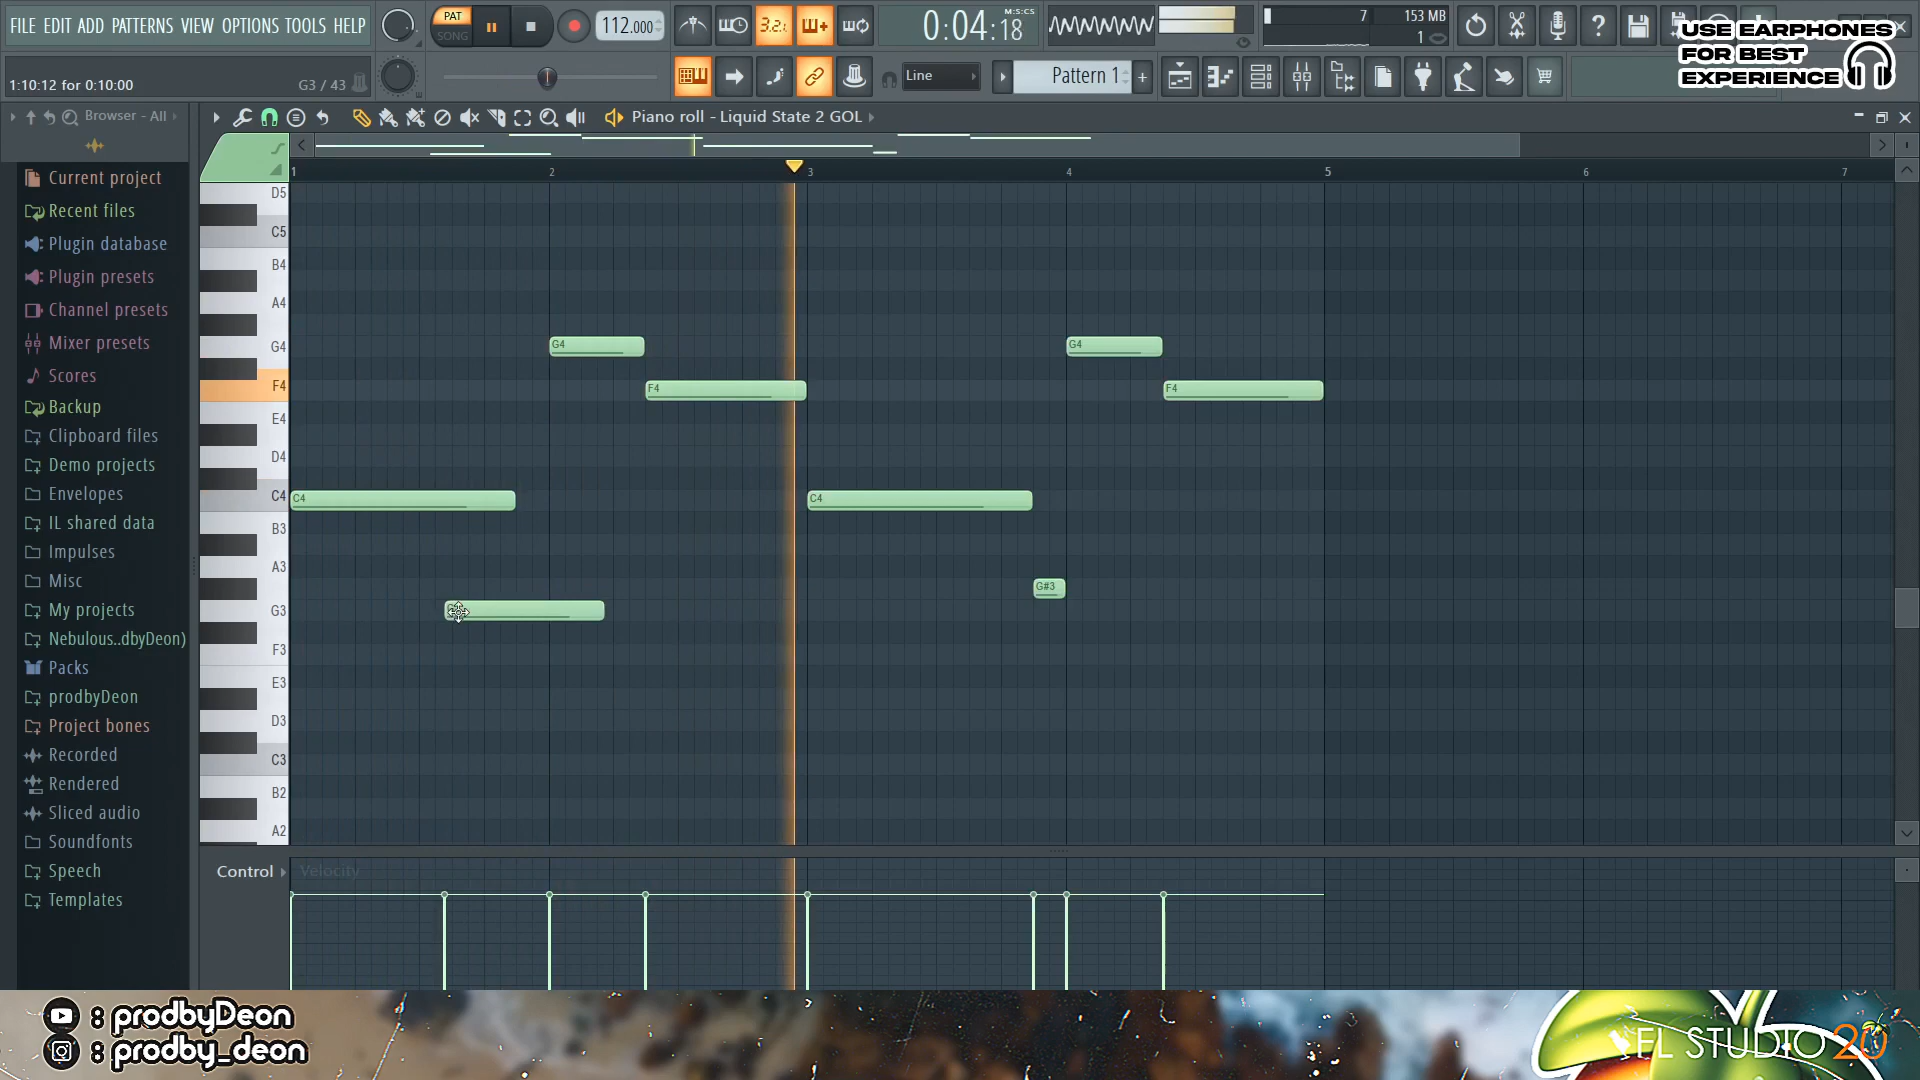 FILE EDIT ADD PATTERNS VIEW OPTIONS TOOLS HELP
PAT
SONG
112.000
3.2.1
0:04:18
M:S:CS
7
153 MB
1
USE EARPHONES
FOR BEST
EXPERIENCE
1:10:12 for 0:10:00
G3 / 43
Line
Pattern 1
Browser - All
Piano roll - Liquid State 2 GOL
1
2
3
4
5
6
7
Current project
Recent files
Plugin database
Plugin presets
Channel presets
Mixer presets
Scores
Backup
Clipboard files
Demo projects
Envelopes
IL shared data
Impulses
Misc
My projects
Nebulous..dbyDeon)
Packs
prodbyDeon
Project bones
Recorded
Rendered
Sliced audio
Soundfonts
Speech
Templates
D5
C5
B4
A4
G4
F4
E4
D4
C4
B3
A3
G3
F3
E3
D3
C3
B2
A2
G4
G4
F4
F4
C4
C4
G#3
Control
Velocity
: prodbyDeon
: prodby_deon
FL STUDIO 20